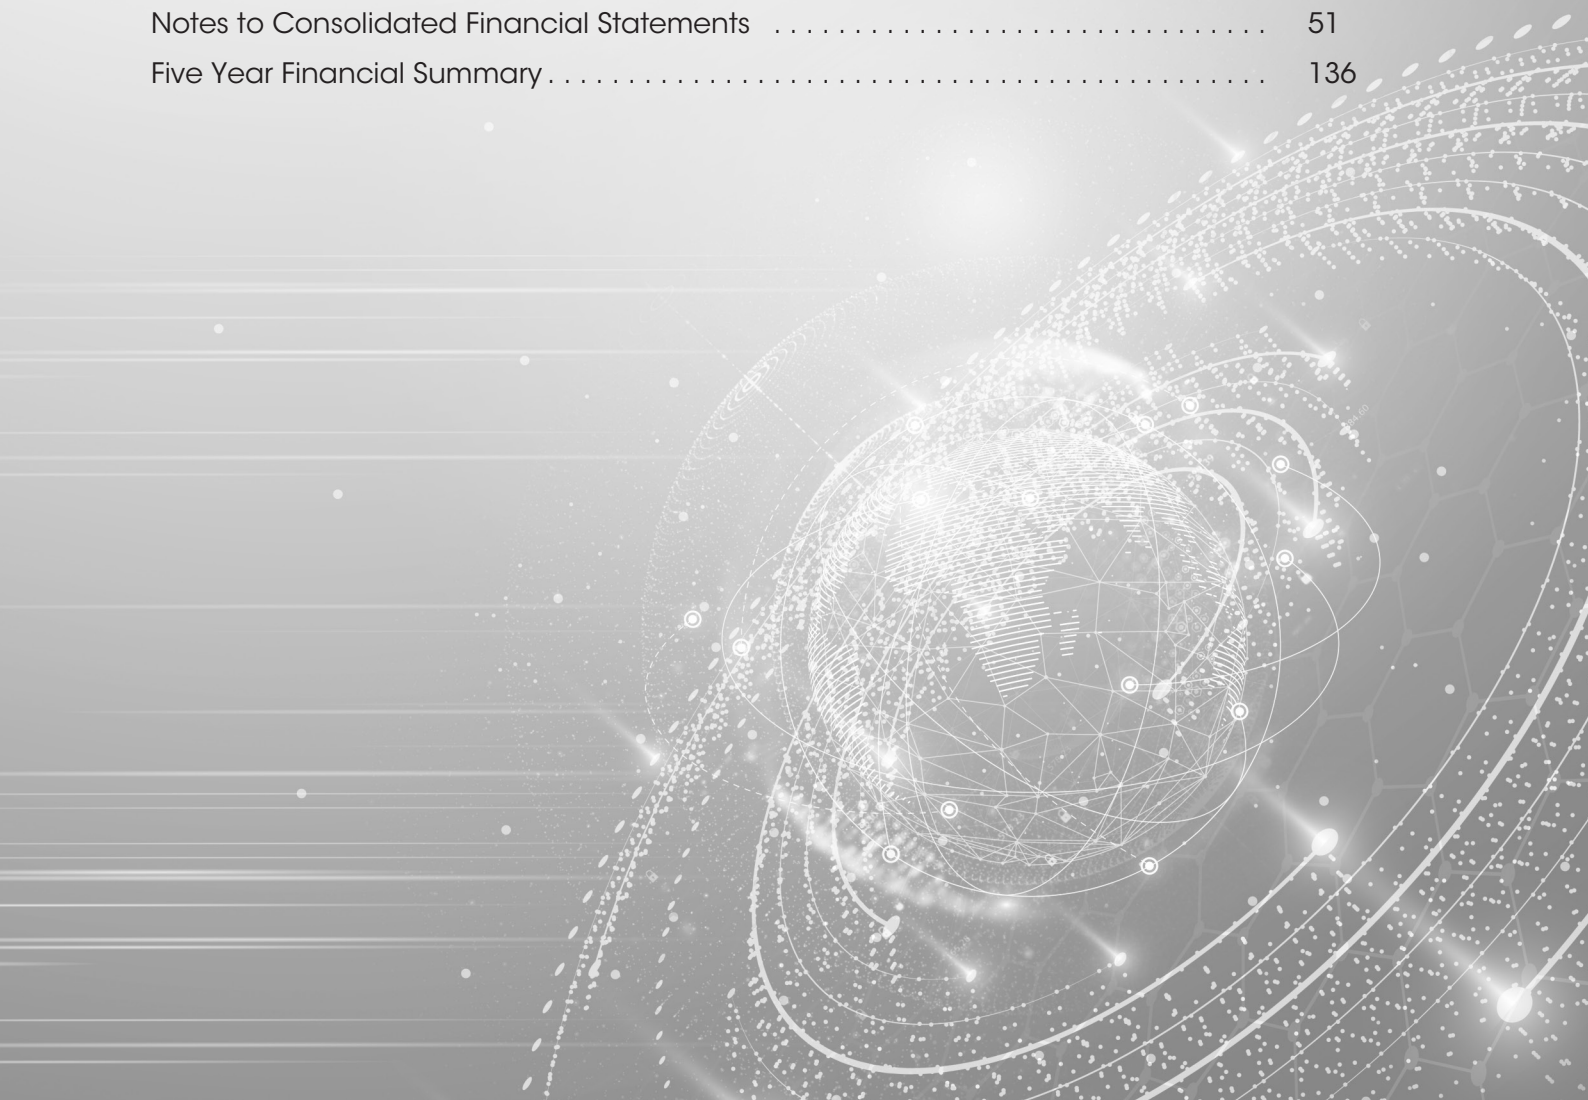 Notes to Consolidated Financial Statements . . . . . . . . . . . . . . . . . . . . . . . . . . . . . . . 51
Five Year Financial Summary . . . . . . . . . . . . . . . . . . . . . . . . . . . . . . . . . . . . . . . . . . . . . 136